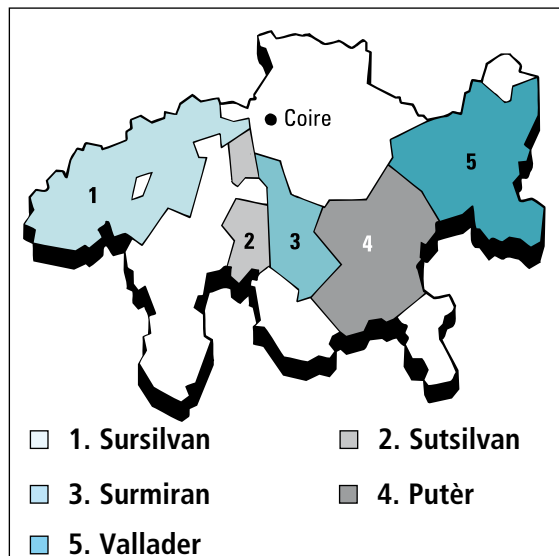 Coire
1
5
2
3
4
1. Sursilvan
2. Sutsilvan
3. Surmiran
4. Putèr
5. Vallader